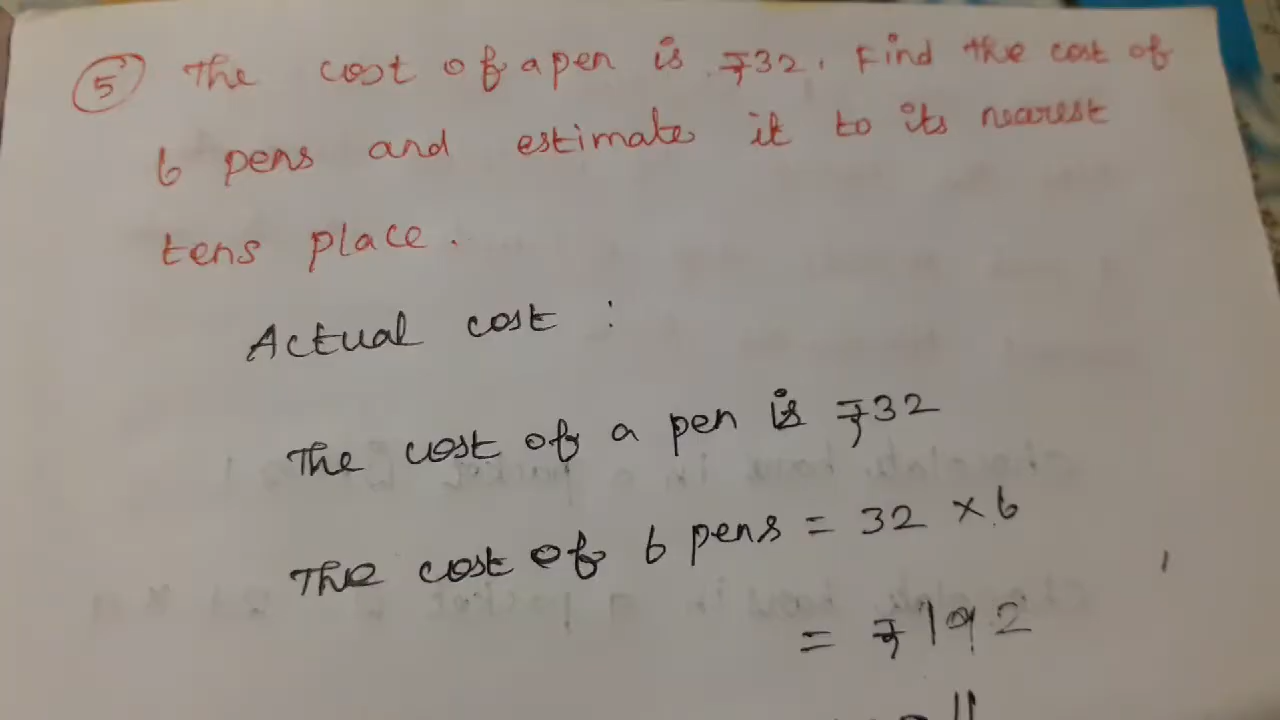 5 The cost of a pen is ₹32. Find the cost of
6 pens and estimate it to its nearest
tens place.
Actual cost :
The cost of a pen is ₹32
The cost of 6 pens = 32 × 6
= ₹192